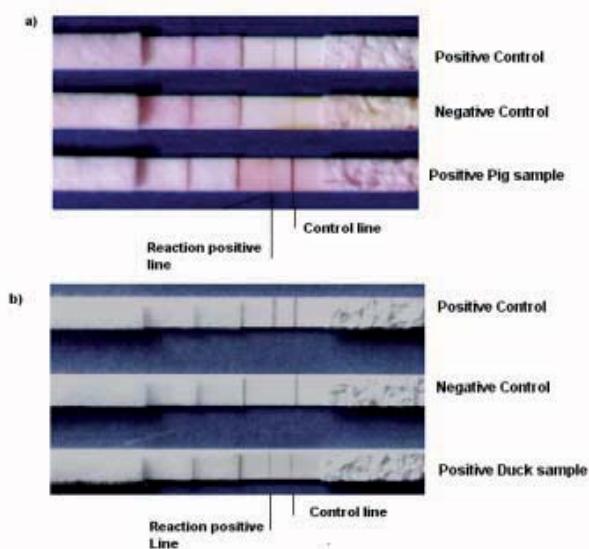 a)
Positive Control
Negative Control
Positive Pig sample
Control line
Reaction positive
line
b)
Positive Control
Negative Control
Positive Duck sample
Control line
Reaction positive
Line